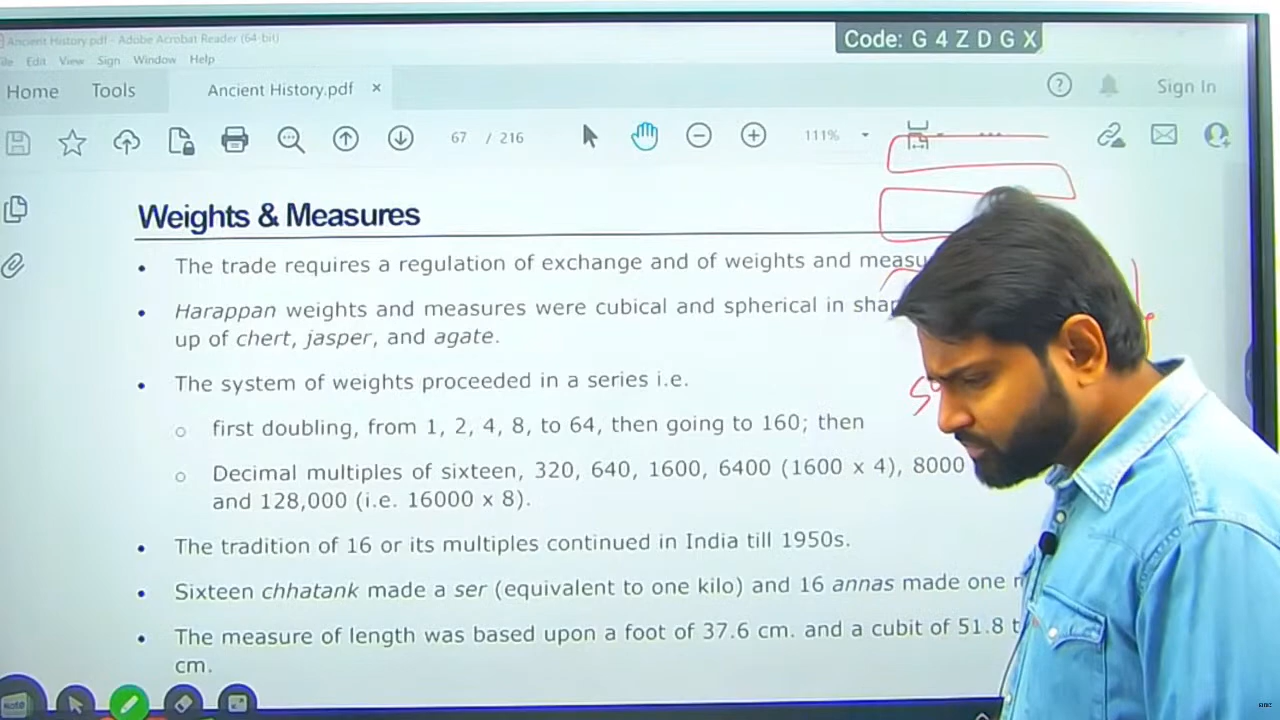 Ancient History.pdf - Adobe Acrobat Reader (64-bit)
Code: G 4 Z D G X
File Edit View Sign Window Help
Home Tools Ancient History.pdf × Sign In
67 / 216 111%
Weights & Measures
• The trade requires a regulation of exchange and of weights and measu
• Harappan weights and measures were cubical and spherical in shap
up of chert, jasper, and agate.
• The system of weights proceeded in a series i.e.
o first doubling, from 1, 2, 4, 8, to 64, then going to 160; then
o Decimal multiples of sixteen, 320, 640, 1600, 6400 (1600 x 4), 8000
and 128,000 (i.e. 16000 x 8).
• The tradition of 16 or its multiples continued in India till 1950s.
• Sixteen chhatank made a ser (equivalent to one kilo) and 16 annas made one
• The measure of length was based upon a foot of 37.6 cm. and a cubit of 51.8 t
cm.